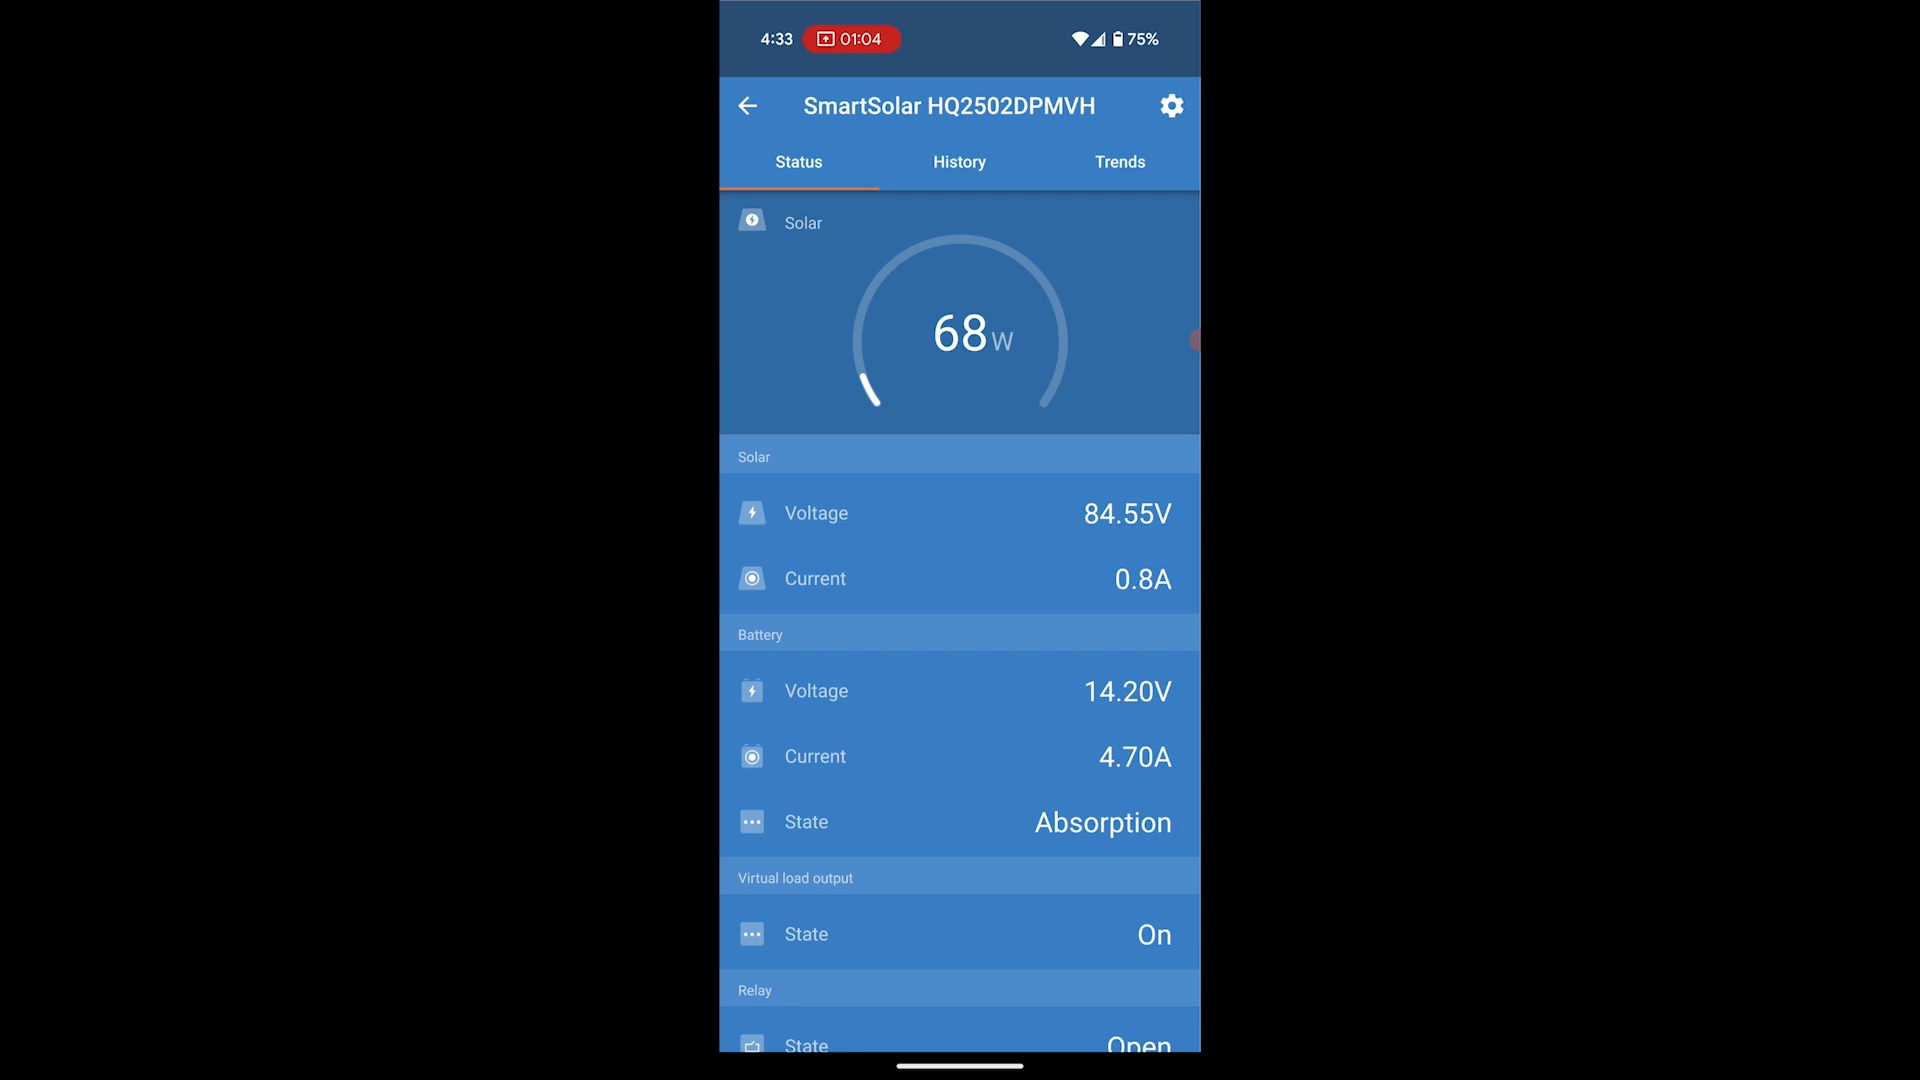 4:33 01:04 75%
SmartSolar HQ2502DPMVH
Status History Trends
Solar
68W
Solar
Voltage 84.55V
Current 0.8A
Battery
Voltage 14.20V
Current 4.70A
State Absorption
Virtual load output
State On
Relay
State Open